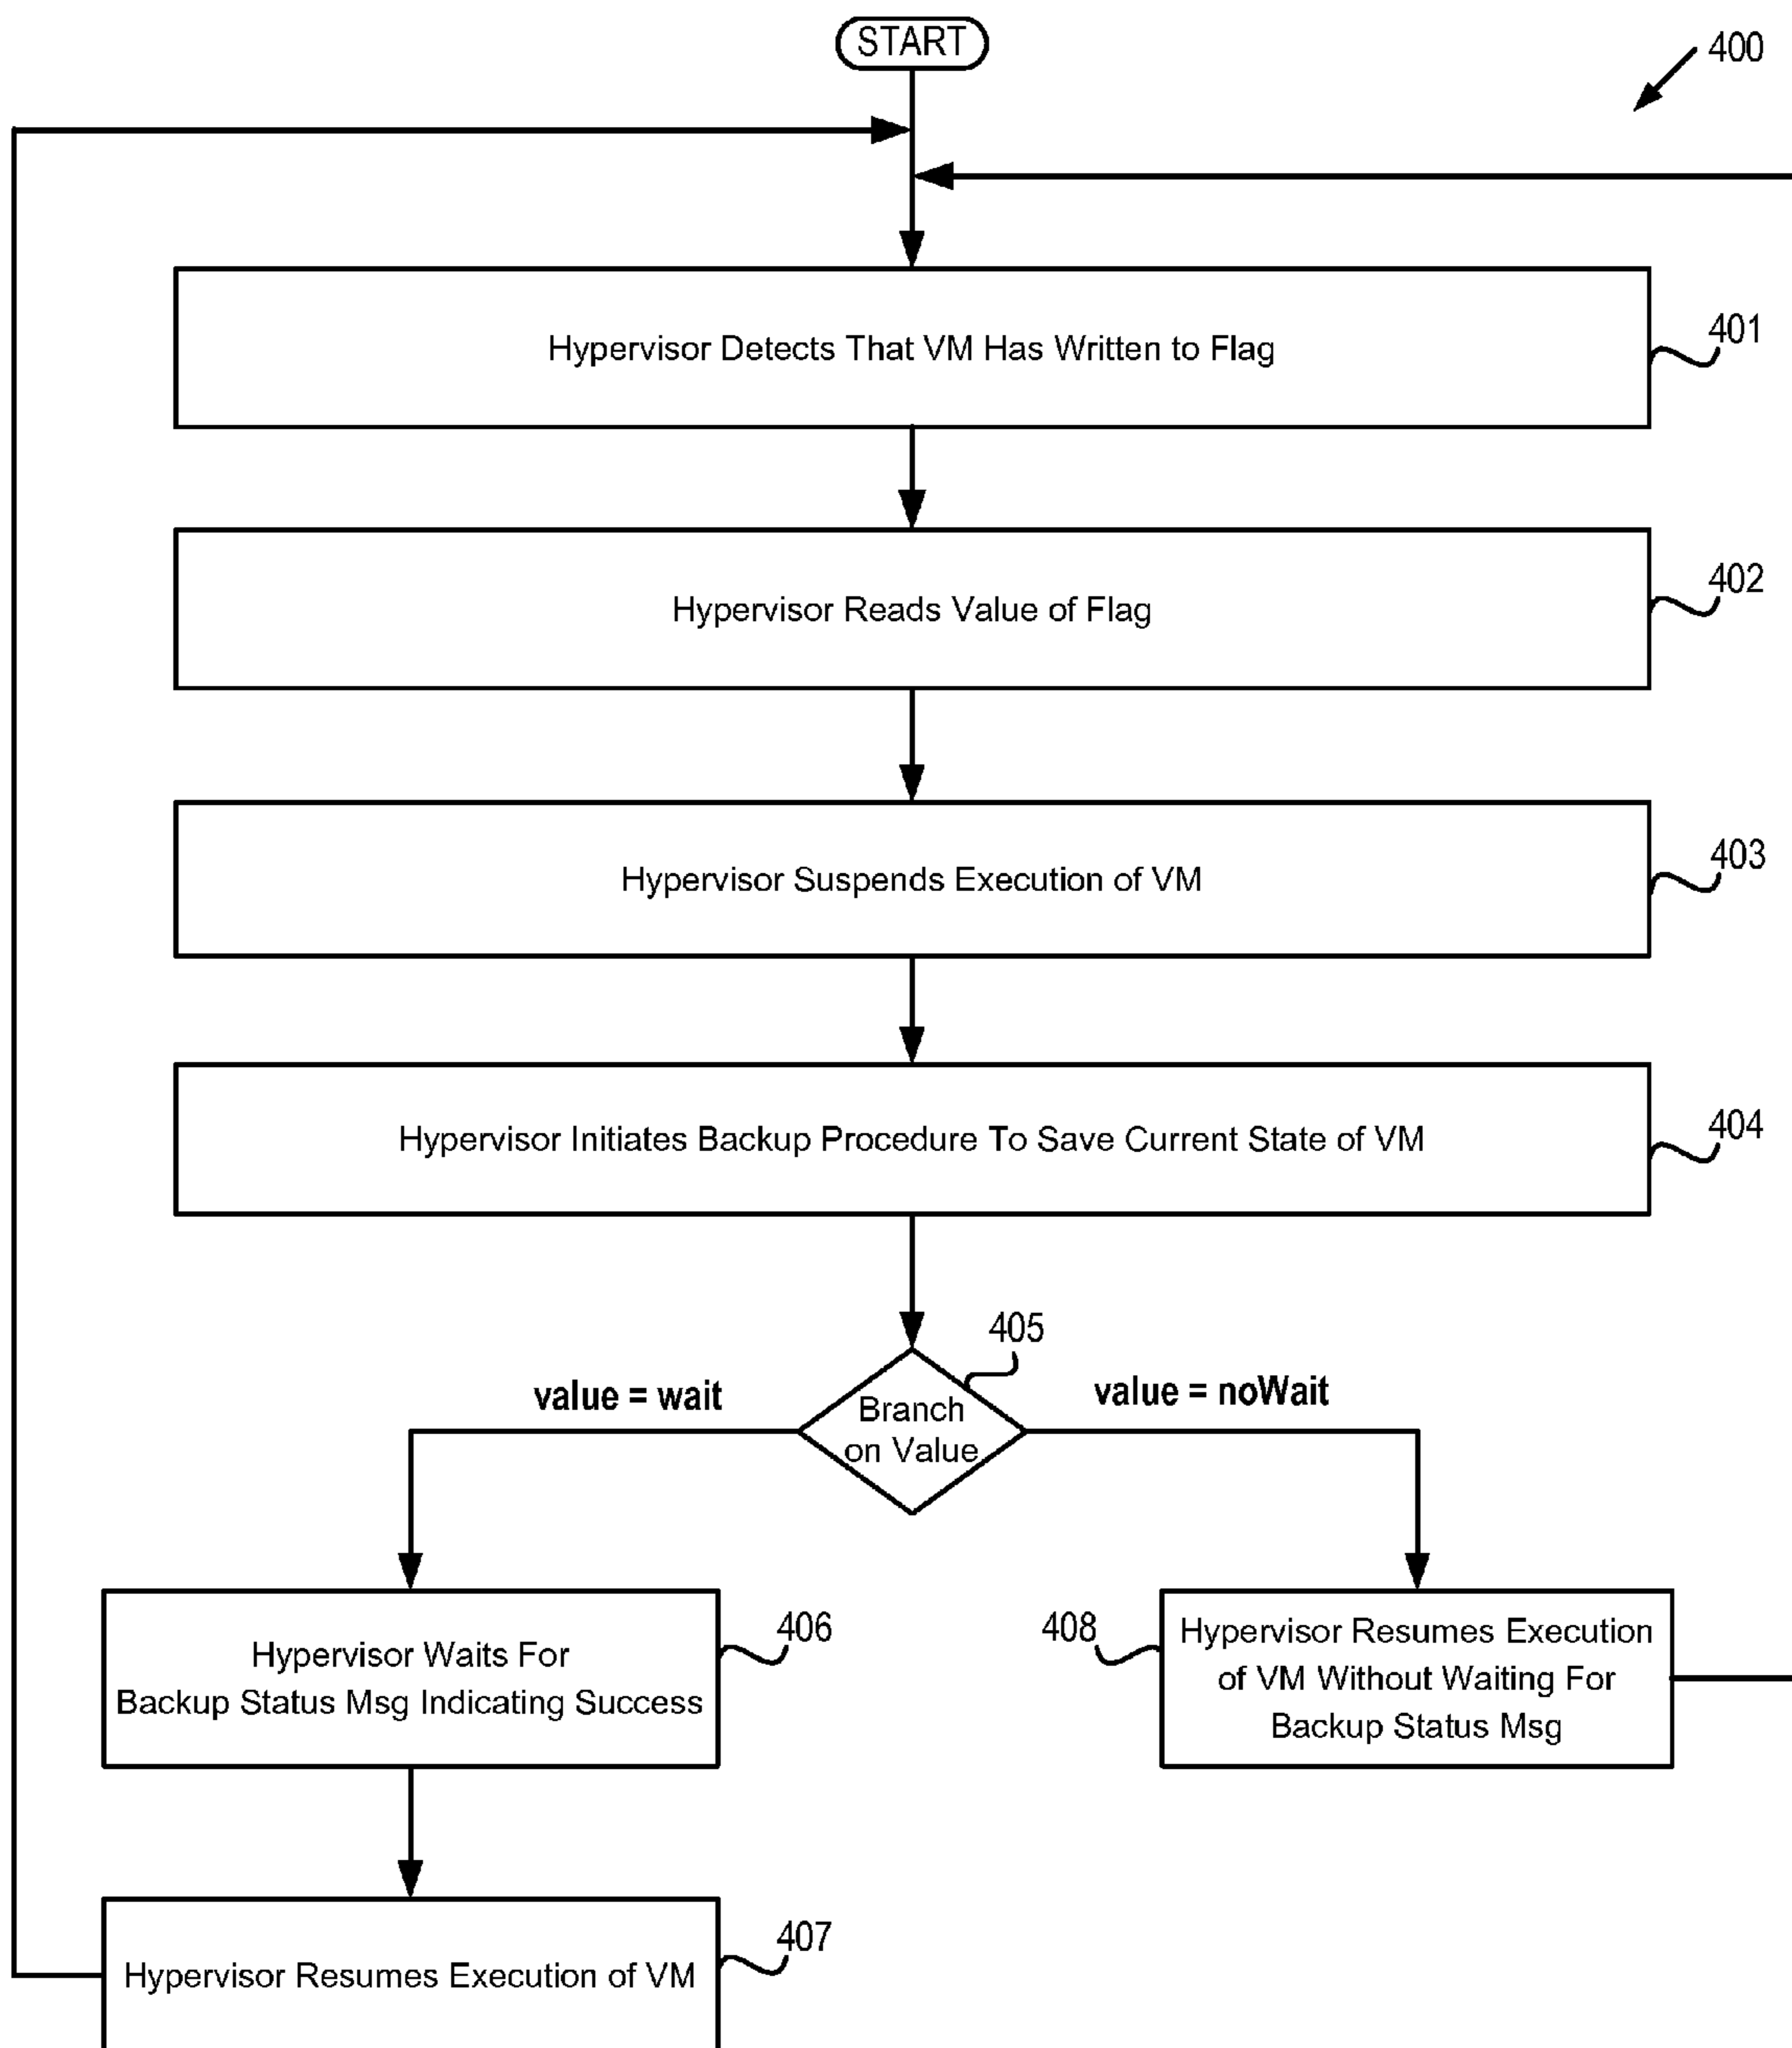 START
400
Hypervisor Detects That VM Has Written to Flag
401
Hypervisor Reads Value of Flag
402
Hypervisor Suspends Execution of VM
403
Hypervisor Initiates Backup Procedure To Save Current State of VM
404
405
value = wait
Branch
on Value
value = noWait
Hypervisor Waits For
Backup Status Msg Indicating Success
406
408
Hypervisor Resumes Execution
of VM Without Waiting For
Backup Status Msg
Hypervisor Resumes Execution of VM
407